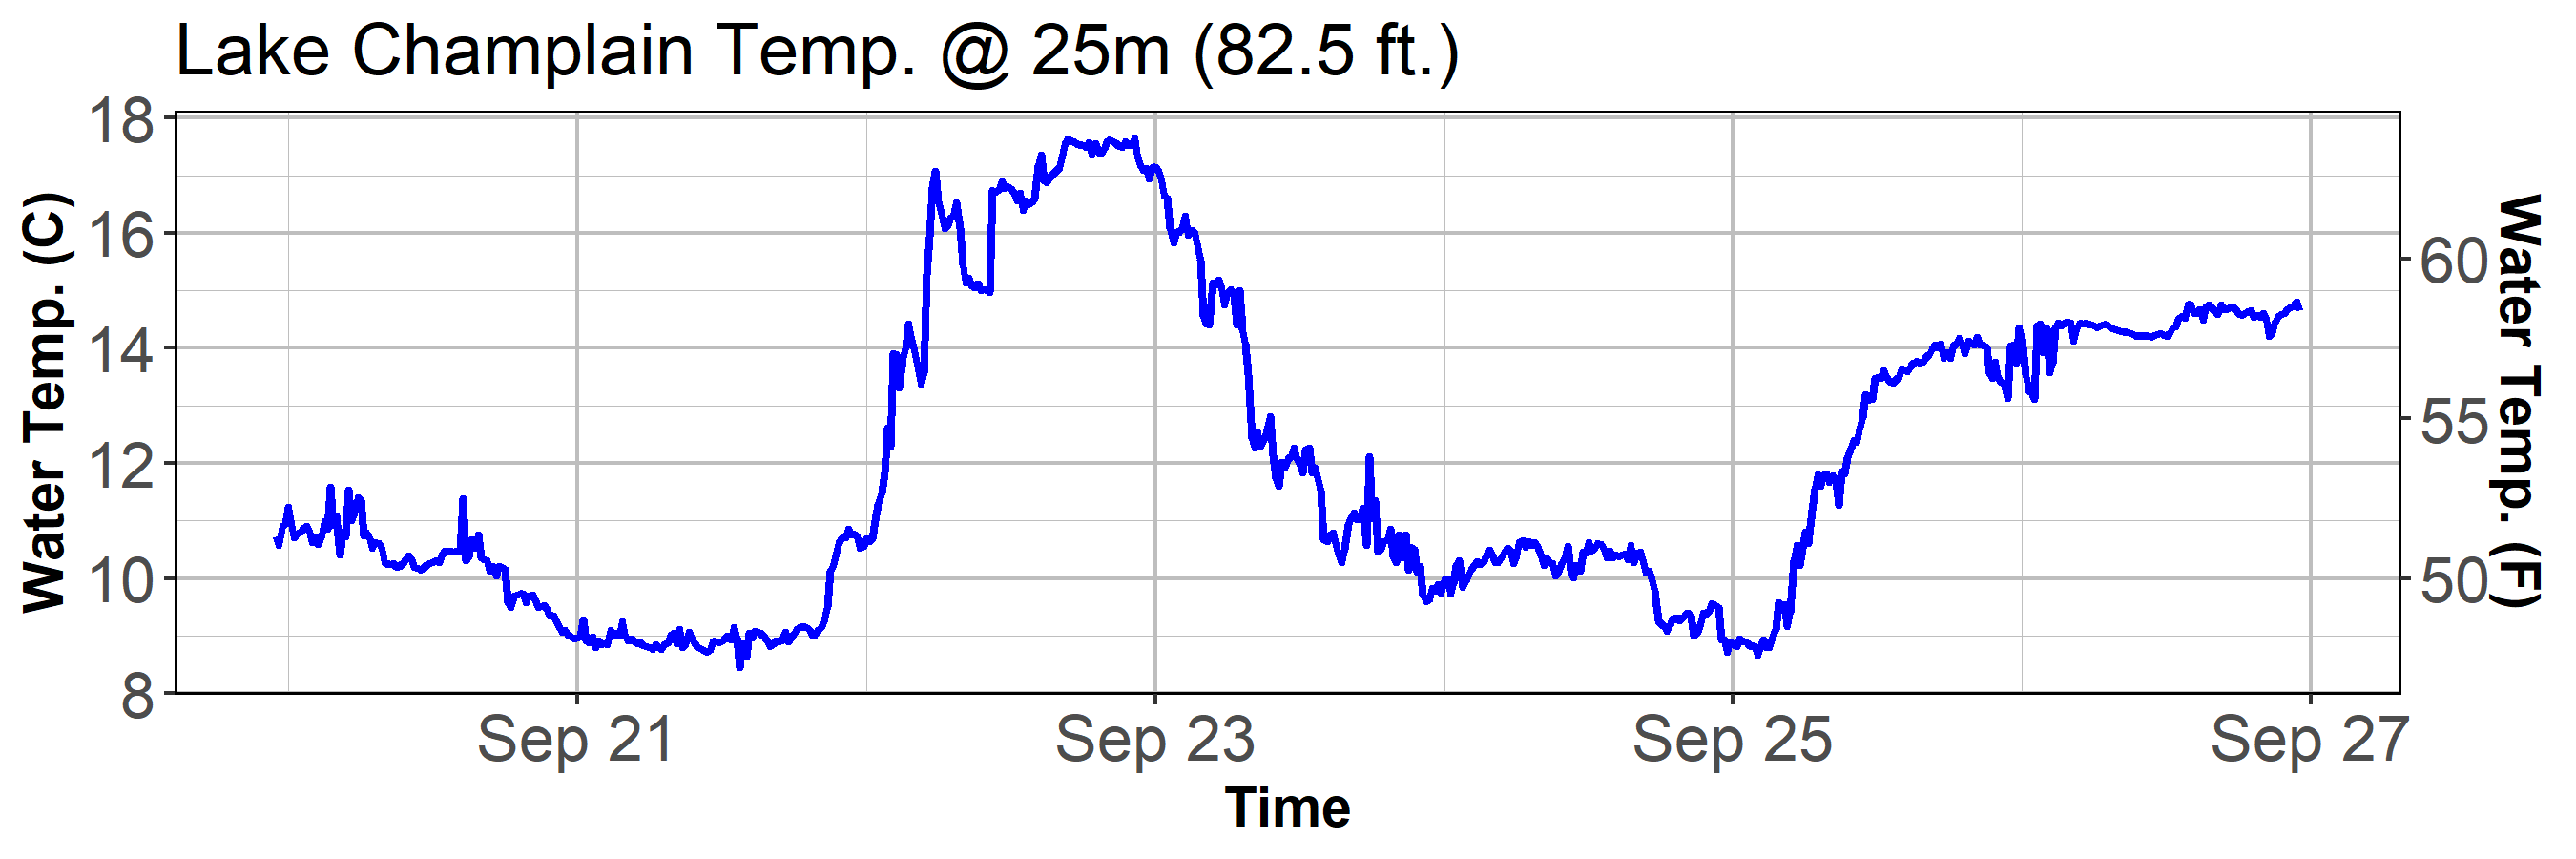 Lake Champlain Temp. @ 25m (82.5 ft.)
Water Temp. (C)
18
16
14
12
10
8
60
55
50
Water Temp. (F)
Sep 21
Sep 23
Sep 25
Sep 27
Time